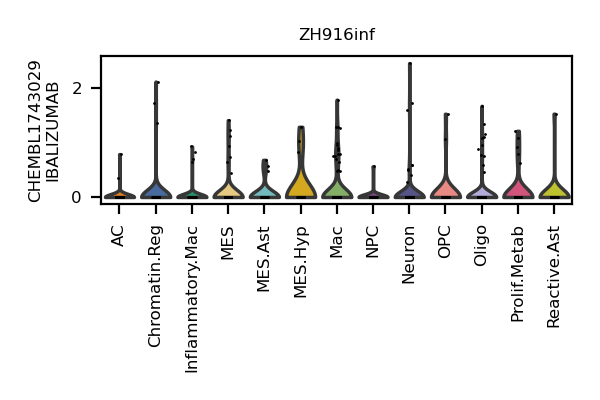 ZH916inf
CHEMBL1743029
IBALIZUMAB
2
0
AC
Chromatin.Reg
Inflammatory.Mac
MES
MES.Ast
MES.Hyp
Mac
NPC
Neuron
OPC
Oligo
Prolif.Metab
Reactive.Ast